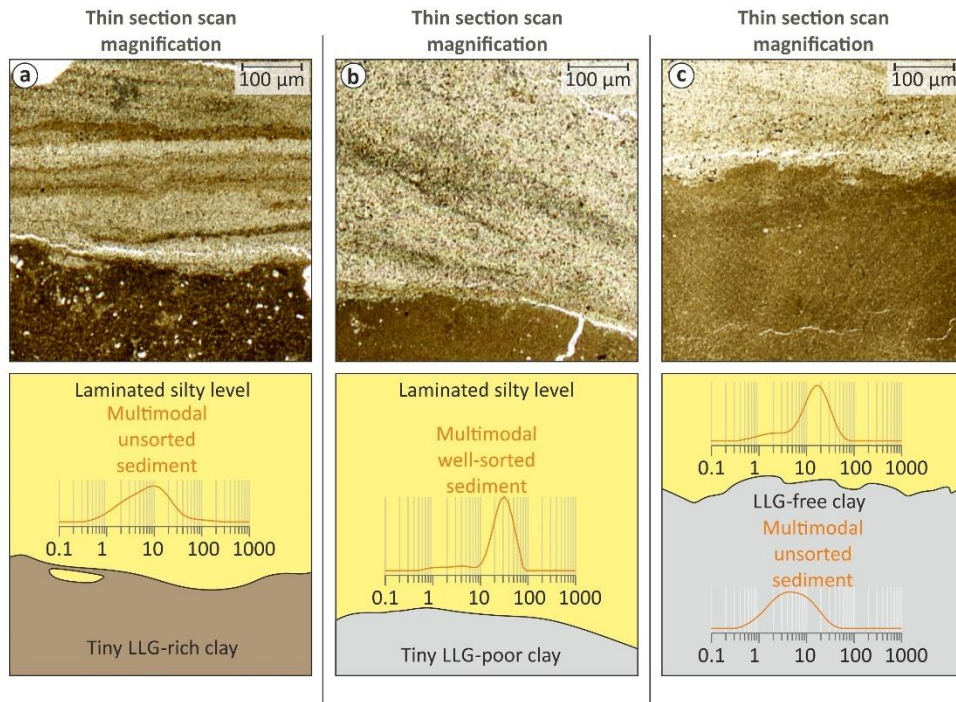 Thin section scan
magnification
a
100 µm
Laminated silty level
Multimodal
unsorted
sediment
0.1 1 10 100 1000
Tiny LLG-rich clay
Thin section scan
magnification
b
100 µm
Laminated silty level
Multimodal
well-sorted
sediment
0.1 1 10 100 1000
Tiny LLG-poor clay
Thin section scan
magnification
c
100 µm
0.1 1 10 100 1000
LLG-free clay
Multimodal
unsorted
sediment
0.1 1 10 100 1000